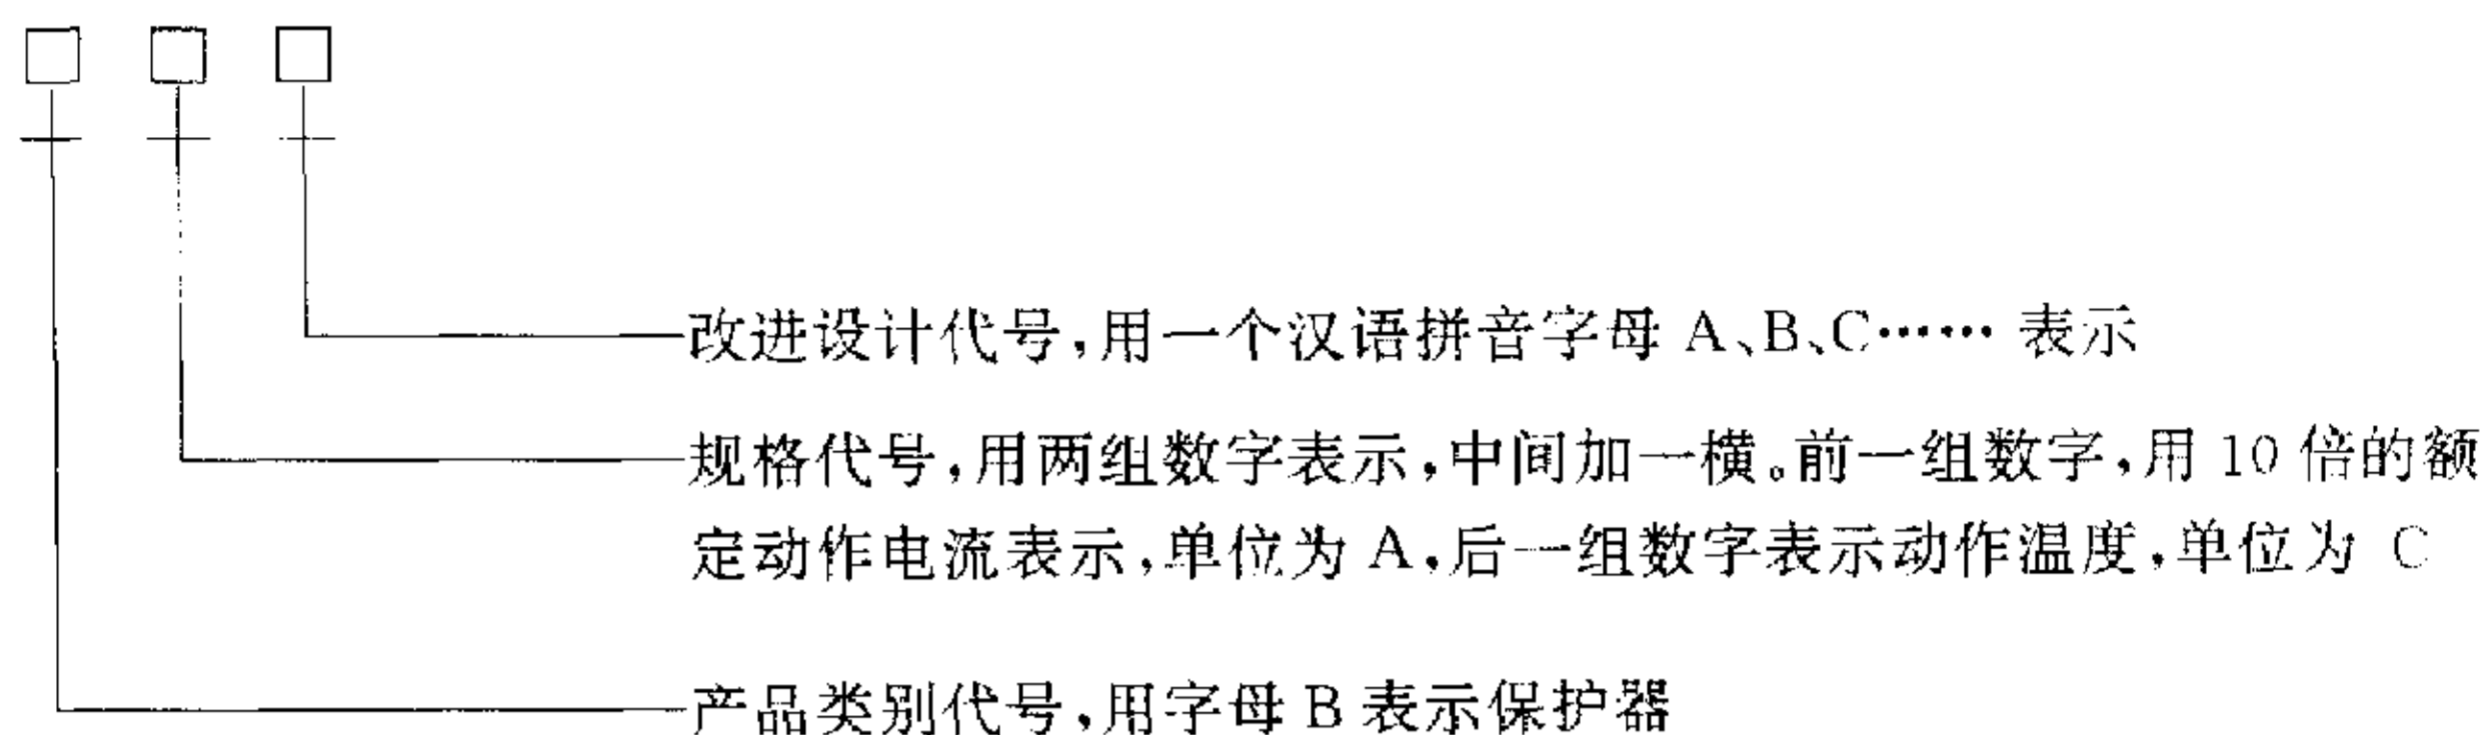 □ □ □
改进设计代号,用一个汉语拼音字母 A、B、C…… 表示
规格代号,用两组数字表示,中间加一横。前一组数字,用 10 倍的额
定动作电流表示,单位为 A,后一组数字表示动作温度,单位为 C
产品类别代号,用字母 B 表示保护器